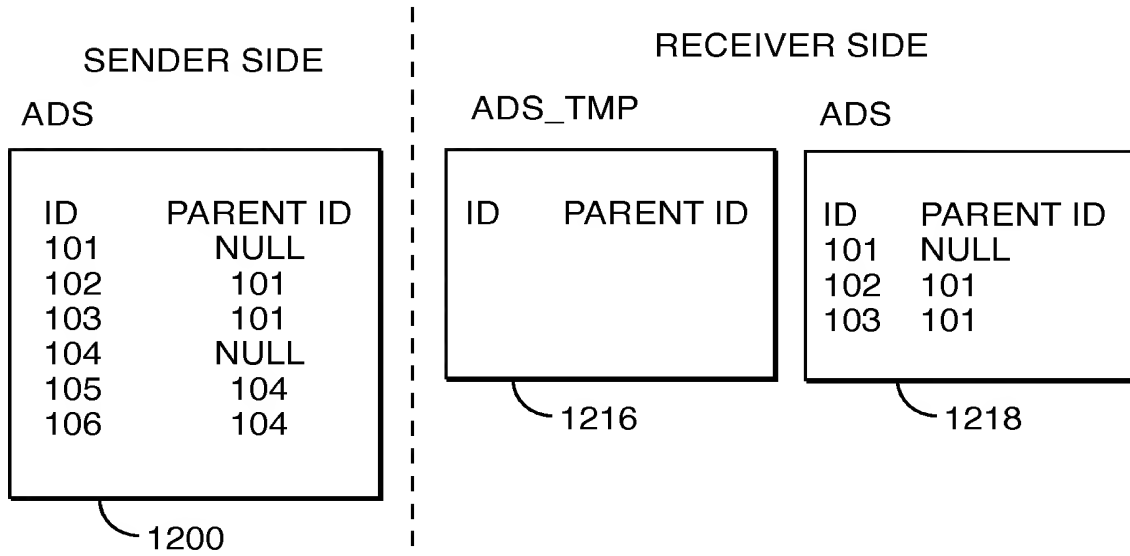 SENDER SIDE
ADS
ID PARENT ID
101 NULL
102 101
103 101
104 NULL
105 104
106 104
1200
RECEIVER SIDE
ADS_TMP
ID PARENT ID
1216
ADS
ID PARENT ID
101 NULL
102 101
103 101
1218